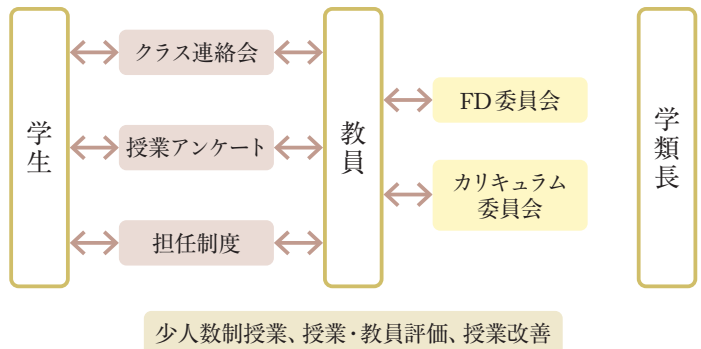 学生
クラス連絡会
授業アンケート
担任制度
教員
FD委員会
カリキュラム
委員会
学類長
少人数制授業、授業・教員評価、授業改善